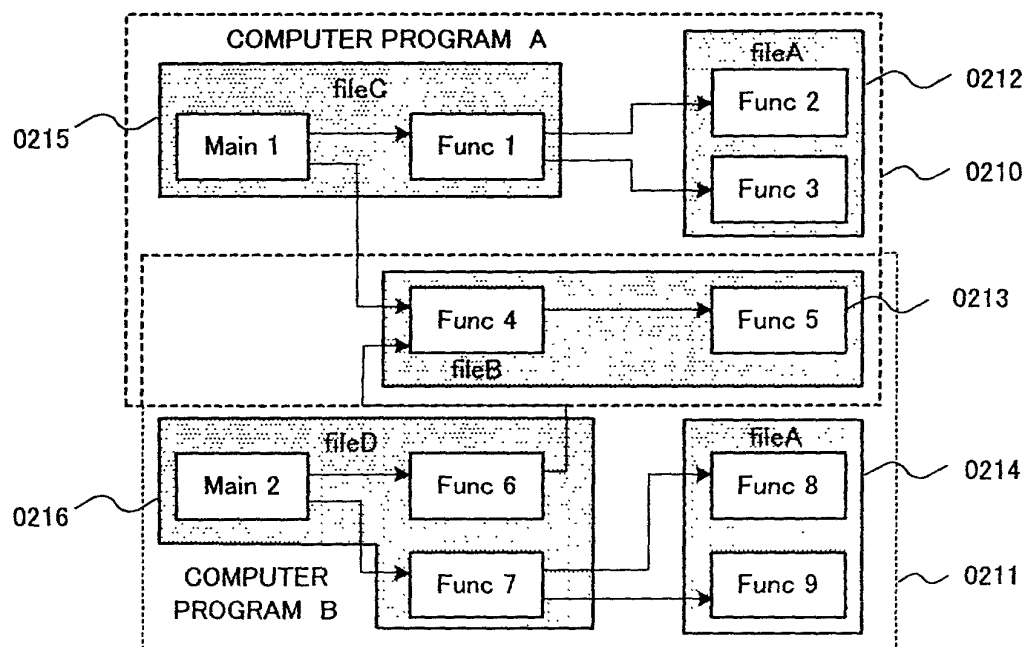 COMPUTER PROGRAM A
fileA
0212
fileC
Func 2
0215
Main 1
Func 1
Func 3
0210
Func 4
Func 5
0213
fileB
fileD
fileA
Main 2
Func 6
Func 8
0214
0216
COMPUTER
PROGRAM B
Func 7
Func 9
0211